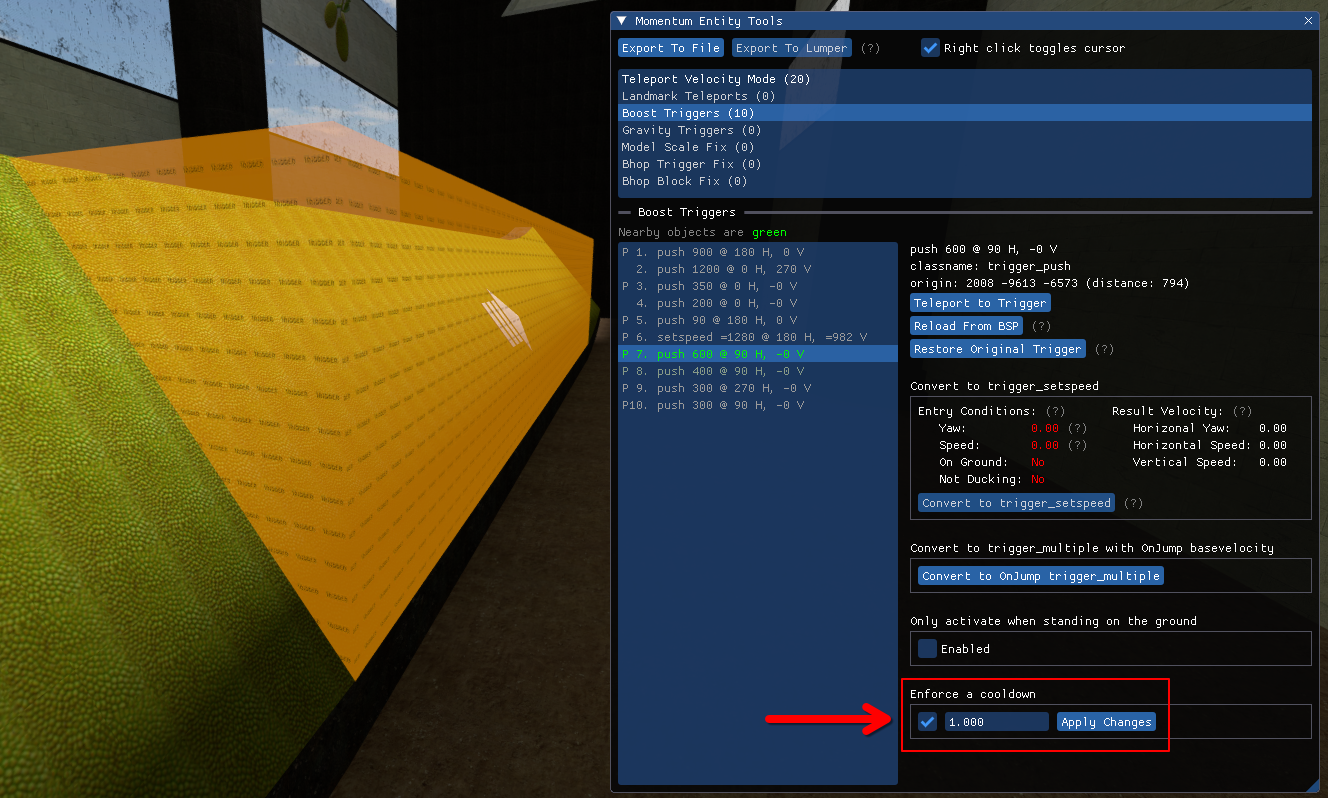 ▼ Momentum Entity Tools
Export To File Export To Lumper (?) Right click toggles cursor
Teleport Velocity Mode (20)
Landmark Teleports (0)
Boost Triggers (10)
Gravity Triggers (0)
Model Scale Fix (0)
Bhop Trigger Fix (0)
Bhop Block Fix (0)
Boost Triggers
Nearby objects are green
P 1. push 900 @ 180 H, 0 V
2. push 1200 @ 0 H, 270 V
P 3. push 350 @ 0 H, -0 V
4. push 200 @ 0 H, -0 V
P 5. push 90 @ 180 H, 0 V
P 6. setspeed =1280 @ 180 H, =982 V
P 7. push 600 @ 90 H, -0 V
P 8. push 400 @ 90 H, -0 V
P 9. push 300 @ 270 H, -0 V
P10. push 300 @ 90 H, -0 V
push 600 @ 90 H, -0 V
classname: trigger_push
origin: 2008 -9613 -6573 (distance: 794)
Teleport to Trigger
Reload From BSP (?)
Restore Original Trigger (?)
Convert to trigger_setspeed
Entry Conditions: (?)
Yaw: 0.00 (?)
Speed: 0.00 (?)
On Ground: No
Not Ducking: No
Result Velocity: (?)
Horizonal Yaw: 0.00
Horizontal Speed: 0.00
Vertical Speed: 0.00
Convert to trigger_setspeed (?)
Convert to trigger_multiple with OnJump basevelocity
Convert to OnJump trigger_multiple
Only activate when standing on the ground
Enabled
Enforce a cooldown
1.000 Apply Changes